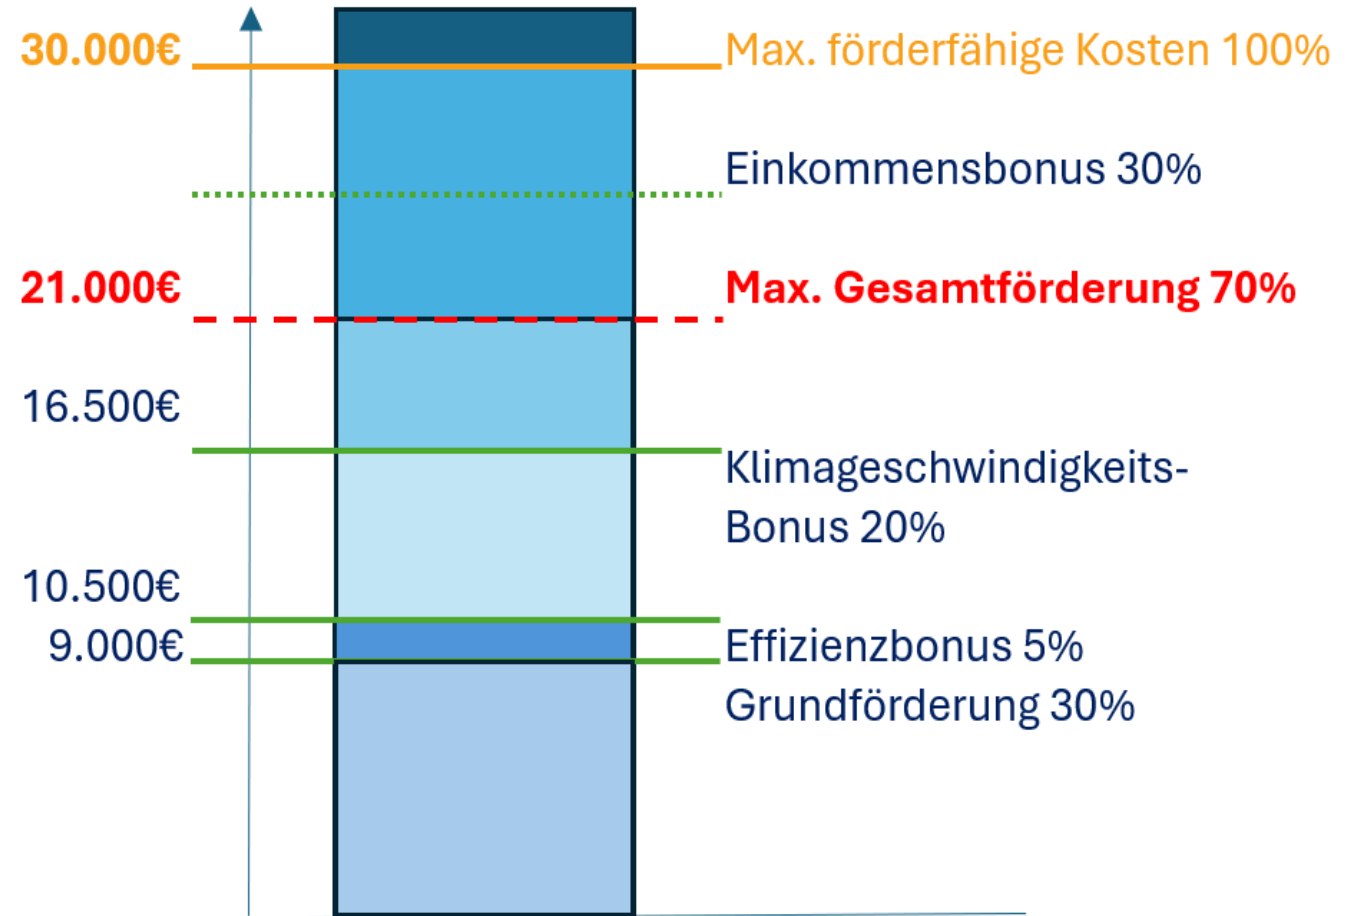 30.000€ Max. förderfähige Kosten 100%
Einkommensbonus 30%
21.000€ Max. Gesamtförderung 70%
16.500€
Klimageschwindigkeits-
Bonus 20%
10.500€
9.000€ Effizienzbonus 5%
Grundförderung 30%